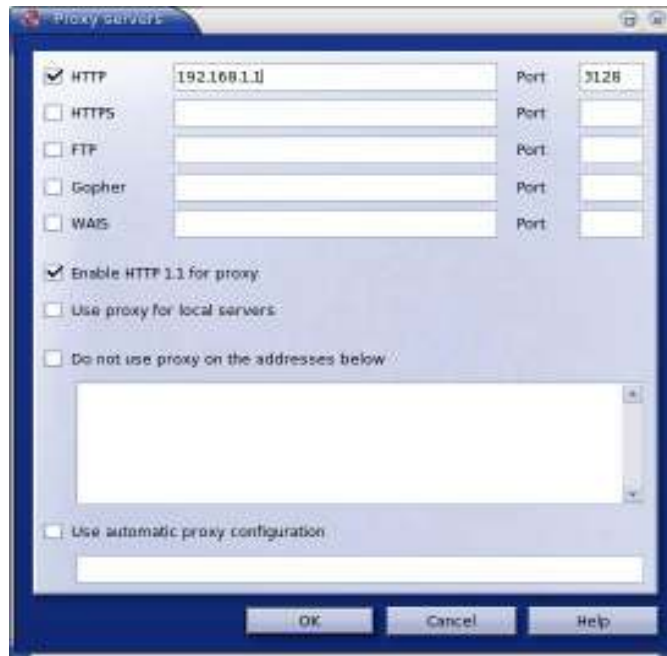 Proxy servers
HTTP 192.168.1.1 Port 3128
HTTPS Port
FTP Port
Gopher Port
WAIS Port
Enable HTTP 1.1 for proxy
Use proxy for local servers
Do not use proxy on the addresses below
Use automatic proxy configuration
OK Cancel Help